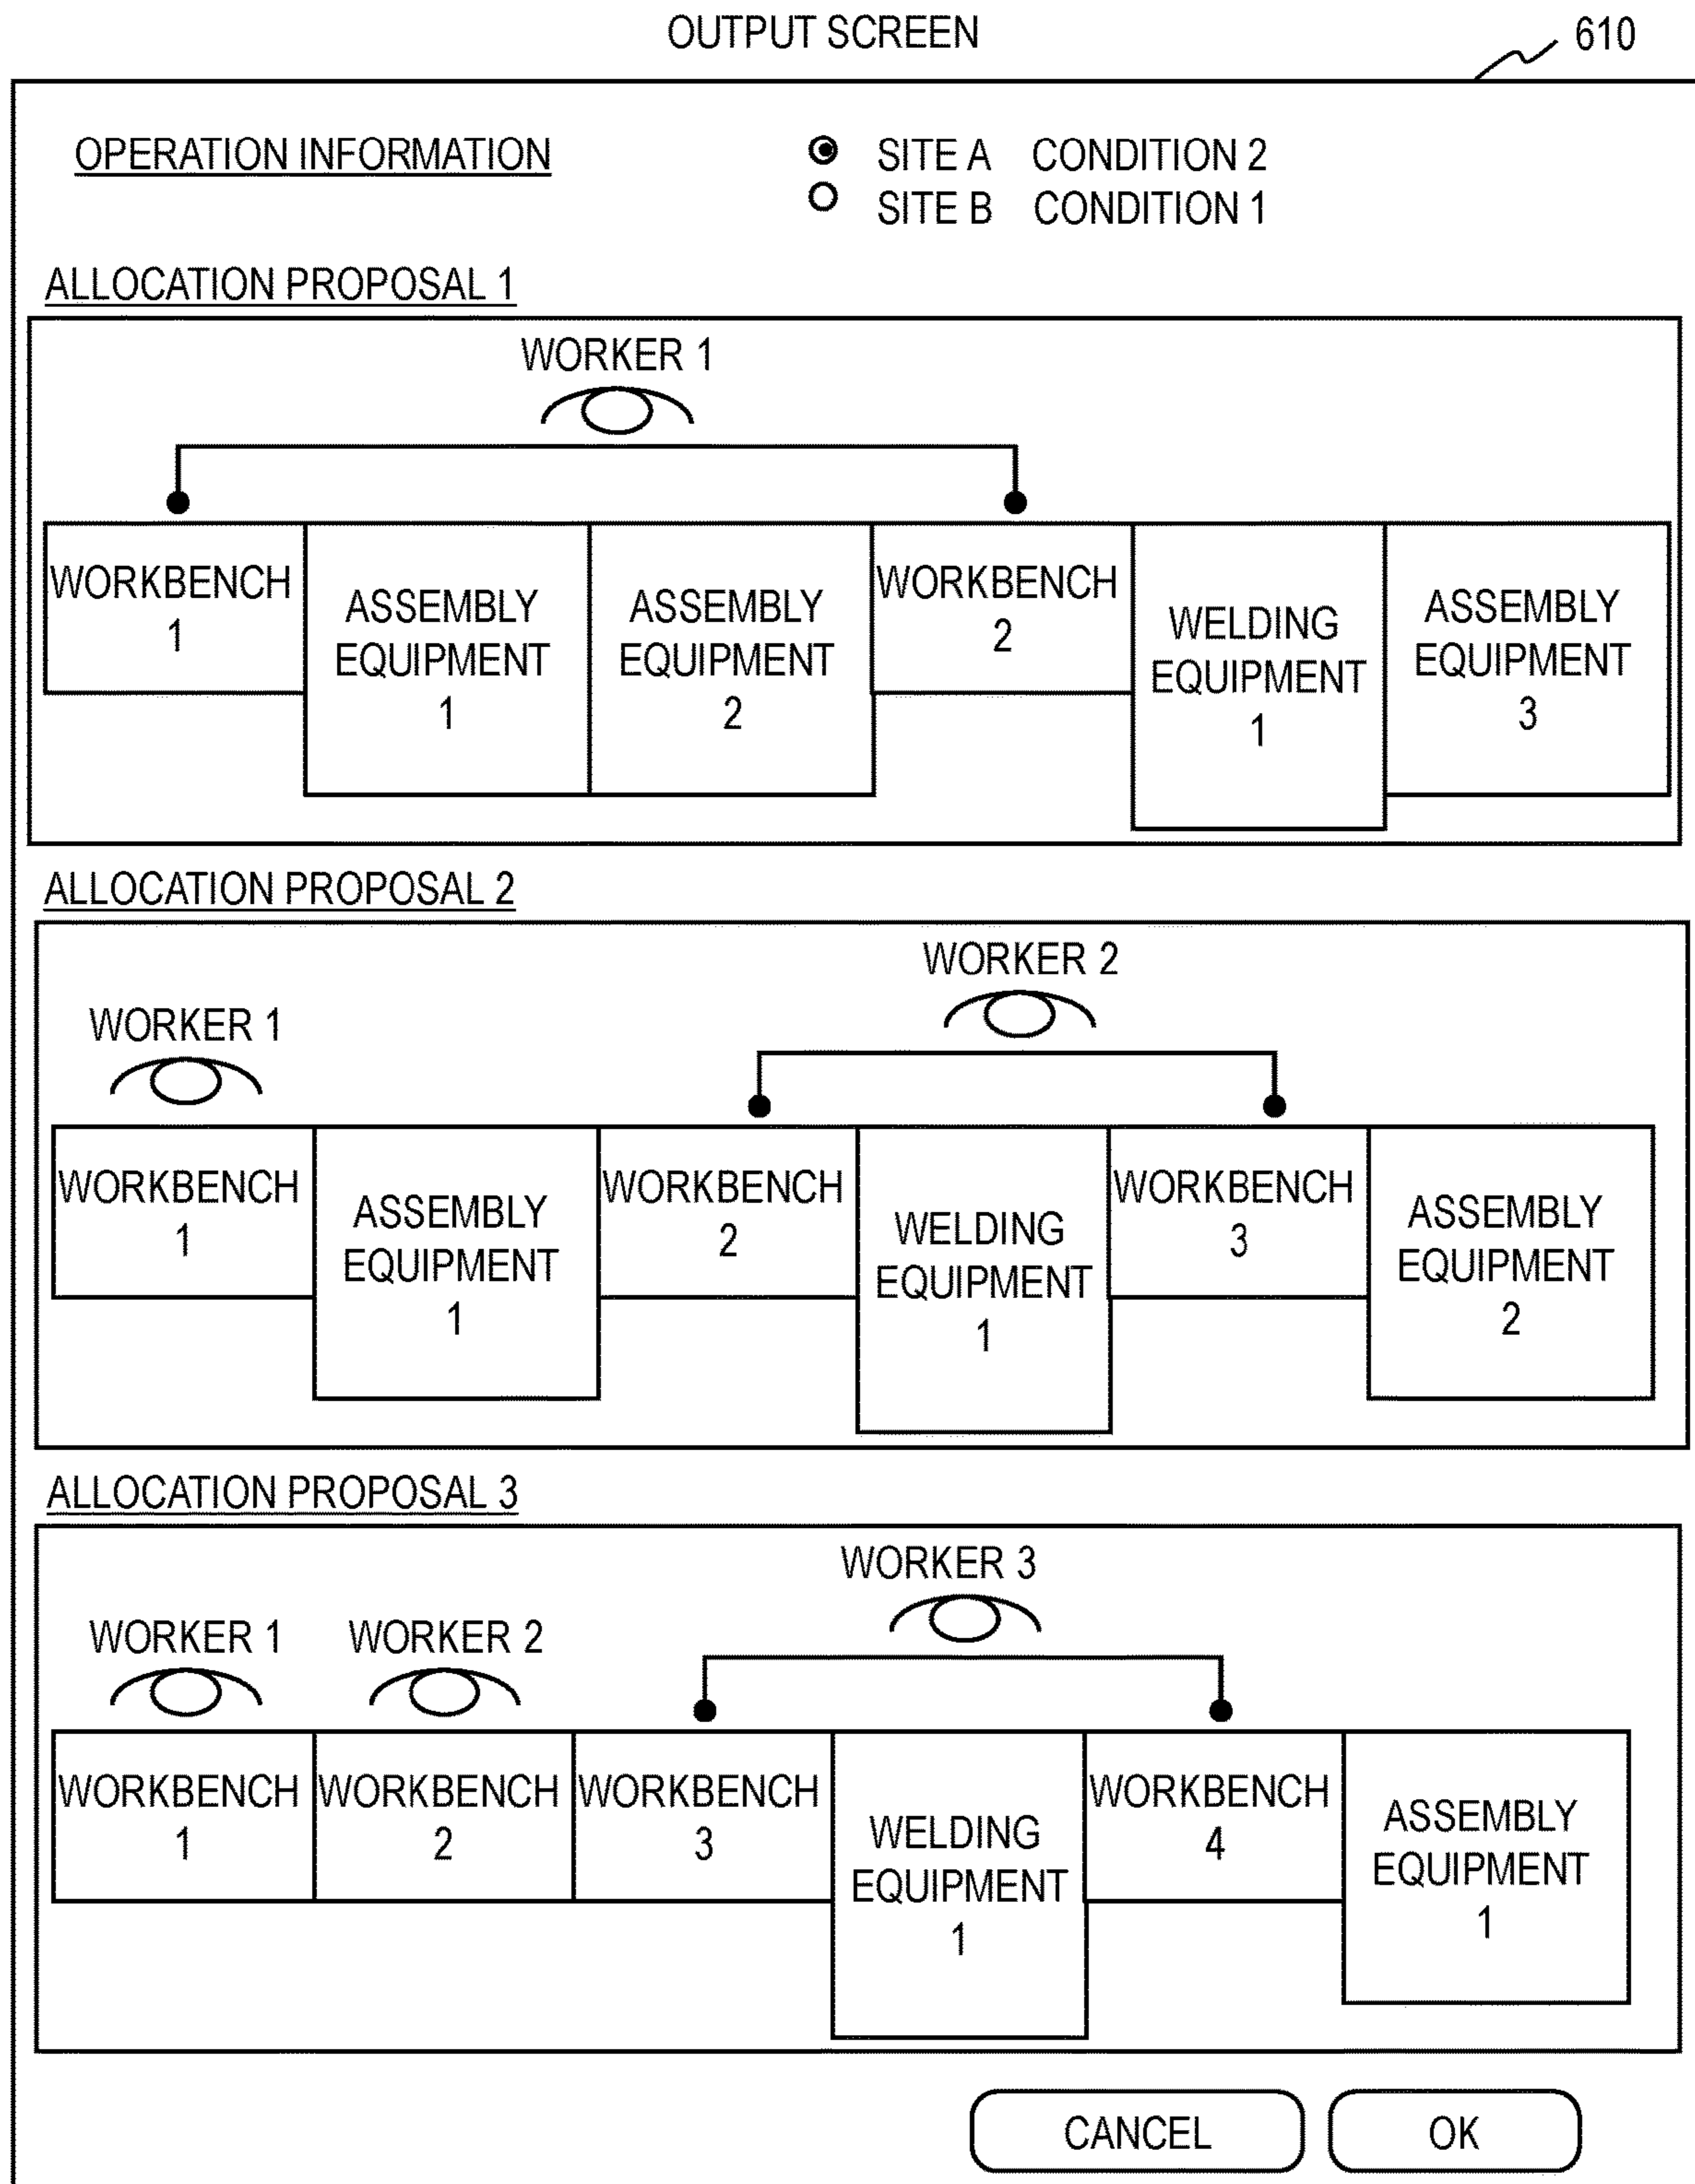 OUTPUT SCREEN
610
OPERATION INFORMATION
SITE A CONDITION 2
SITE B CONDITION 1
ALLOCATION PROPOSAL 1
WORKER 1
WORKBENCH
1
ASSEMBLY
EQUIPMENT
1
ASSEMBLY
EQUIPMENT
2
WORKBENCH
2
WELDING
EQUIPMENT
1
ASSEMBLY
EQUIPMENT
3
ALLOCATION PROPOSAL 2
WORKER 1
WORKER 2
WORKBENCH
1
ASSEMBLY
EQUIPMENT
1
WORKBENCH
2
WELDING
EQUIPMENT
1
WORKBENCH
3
ASSEMBLY
EQUIPMENT
2
ALLOCATION PROPOSAL 3
WORKER 1
WORKER 2
WORKER 3
WORKBENCH
1
WORKBENCH
2
WORKBENCH
3
WELDING
EQUIPMENT
1
WORKBENCH
4
ASSEMBLY
EQUIPMENT
1
CANCEL
OK